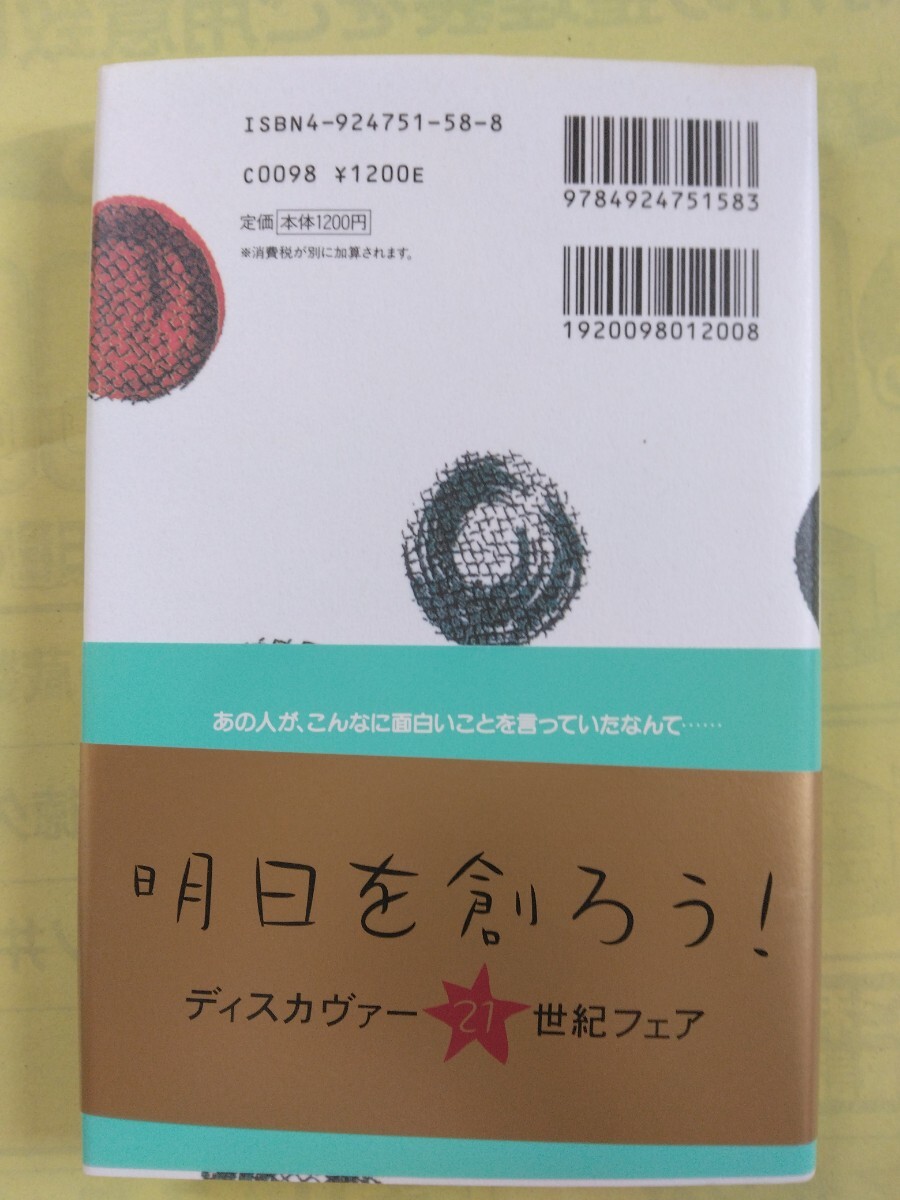 ISBN4-924751-58-8
C0098 ¥1200E
定価 本体1200円
※消費税が別に加算されます。
9784924751583
1920098012008
あの人が、こんなに面白いことを言っていたなんて……
明日を創ろう!
ディスカヴァー21世紀フェア